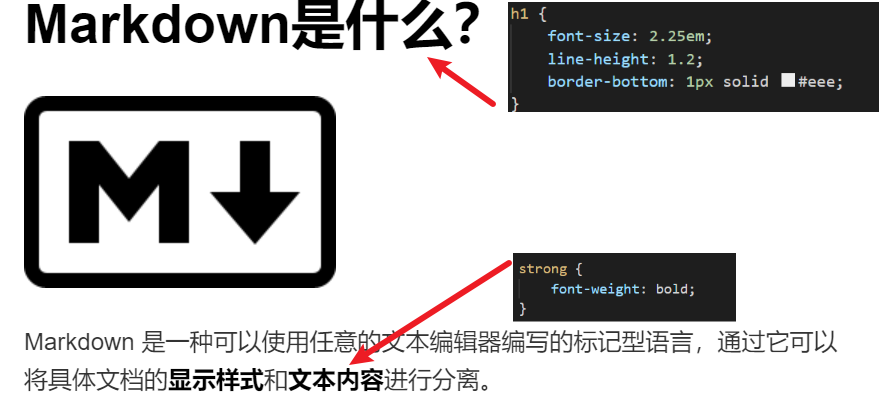 Markdown是什么?
h1 {
font-size: 2.25em;
line-height: 1.2;
border-bottom: 1px solid #eee;
}
M
strong {
font-weight: bold;
}
Markdown 是一种可以使用任意的文本编辑器编写的标记型语言，通过它可以
将具体文档的显示样式和文本内容进行分离。